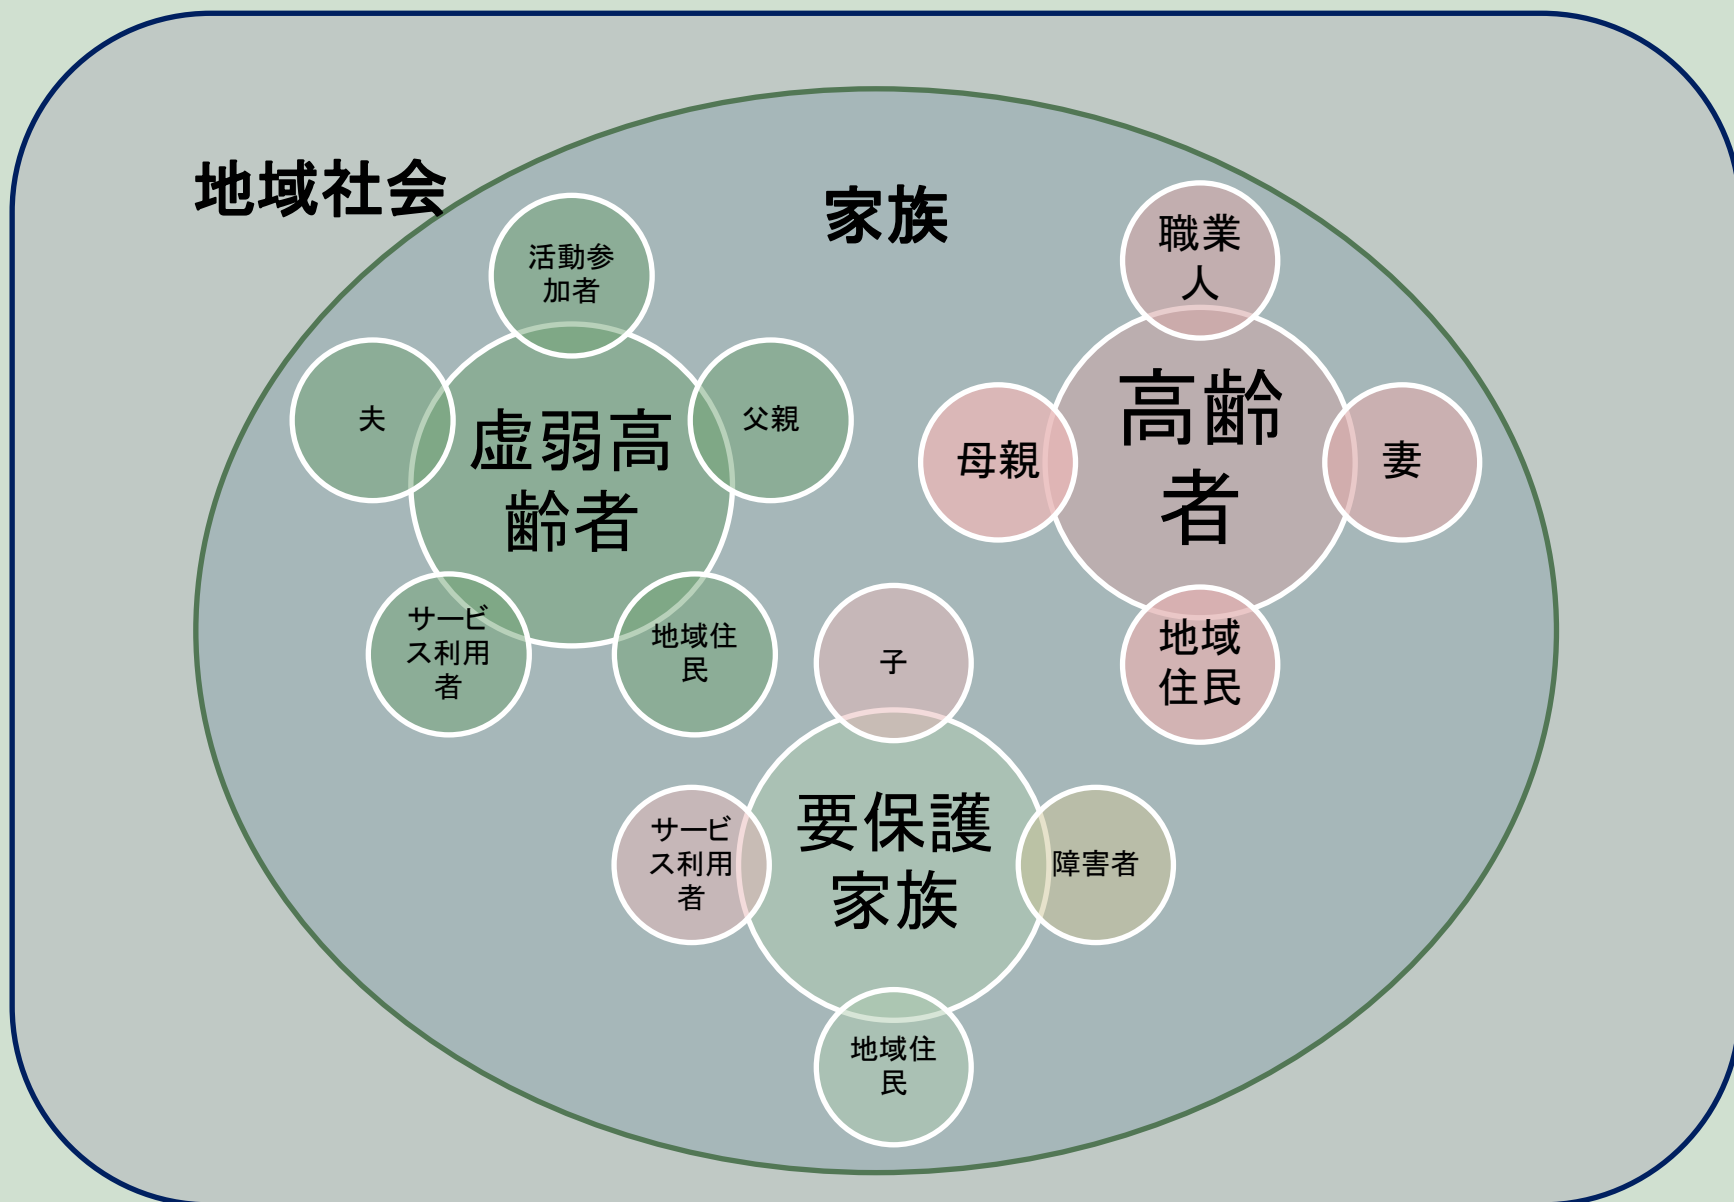 地域社会
家族
活動参
加者
夫
父親
虚弱高
齢者
サービ
ス利用
者
地域住
民
職業
人
母親
高齢
者
妻
地域
住民
子
サービ
ス利用
者
要保護
家族
障害者
地域住
民